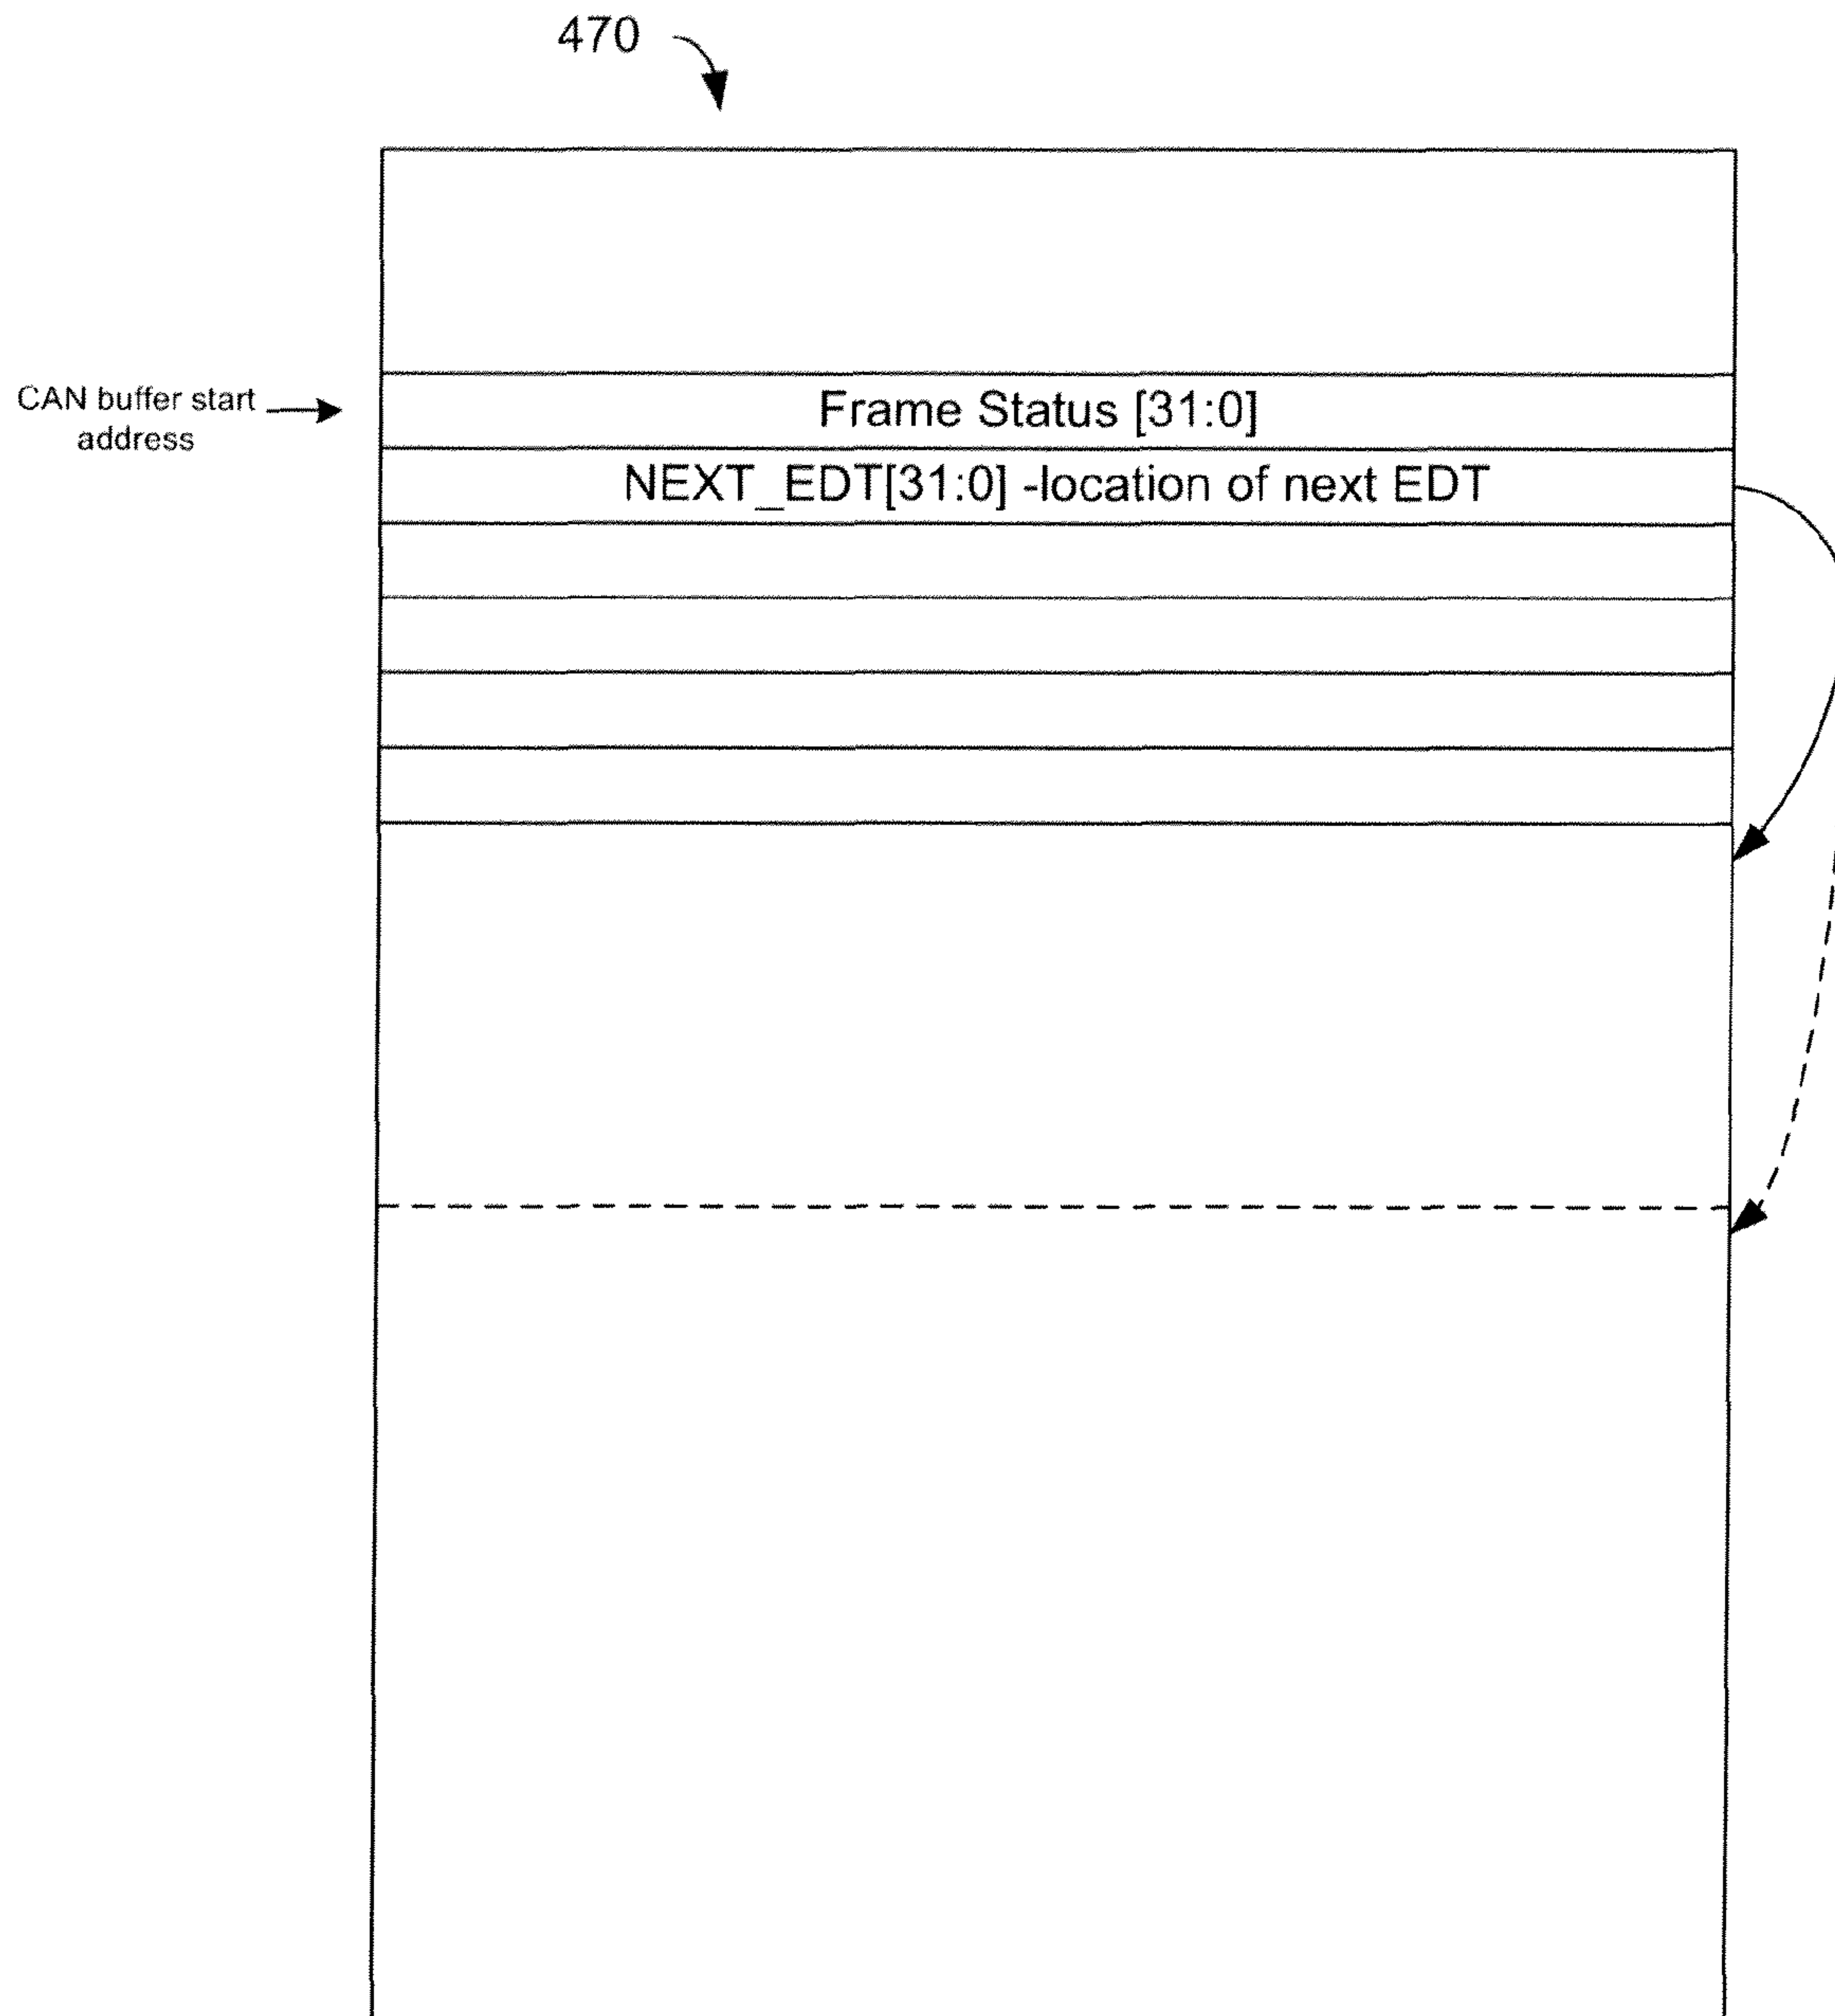 470
CAN buffer start
address
Frame Status [31:0]
NEXT_EDT[31:0] -location of next EDT